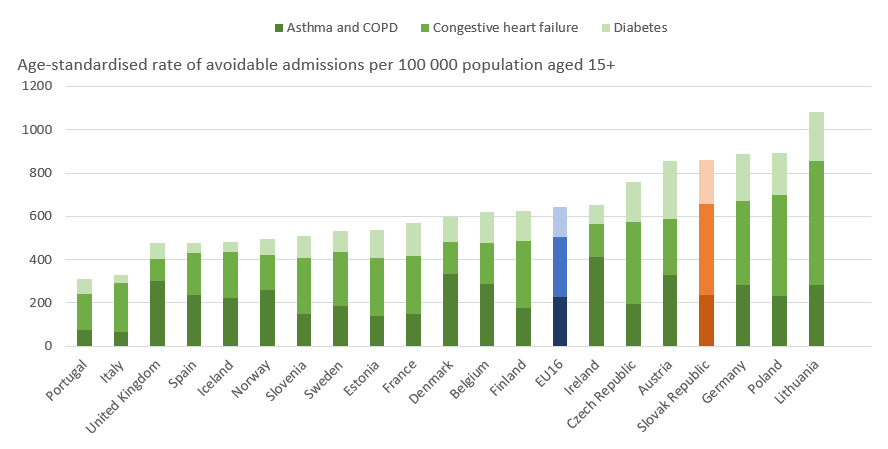 Asthma and COPD Congestive heart failure Diabetes
Age-standardised rate of avoidable admissions per 100 000 population aged 15+
1200
1000
800
600
400
200
0
Portugal
Italy
United Kingdom
Spain
Iceland
Norway
Slovenia
Sweden
Estonia
France
Denmark
Belgium
Finland
EU16
Ireland
Czech Republic
Austria
Slovak Republic
Germany
Poland
Lithuania